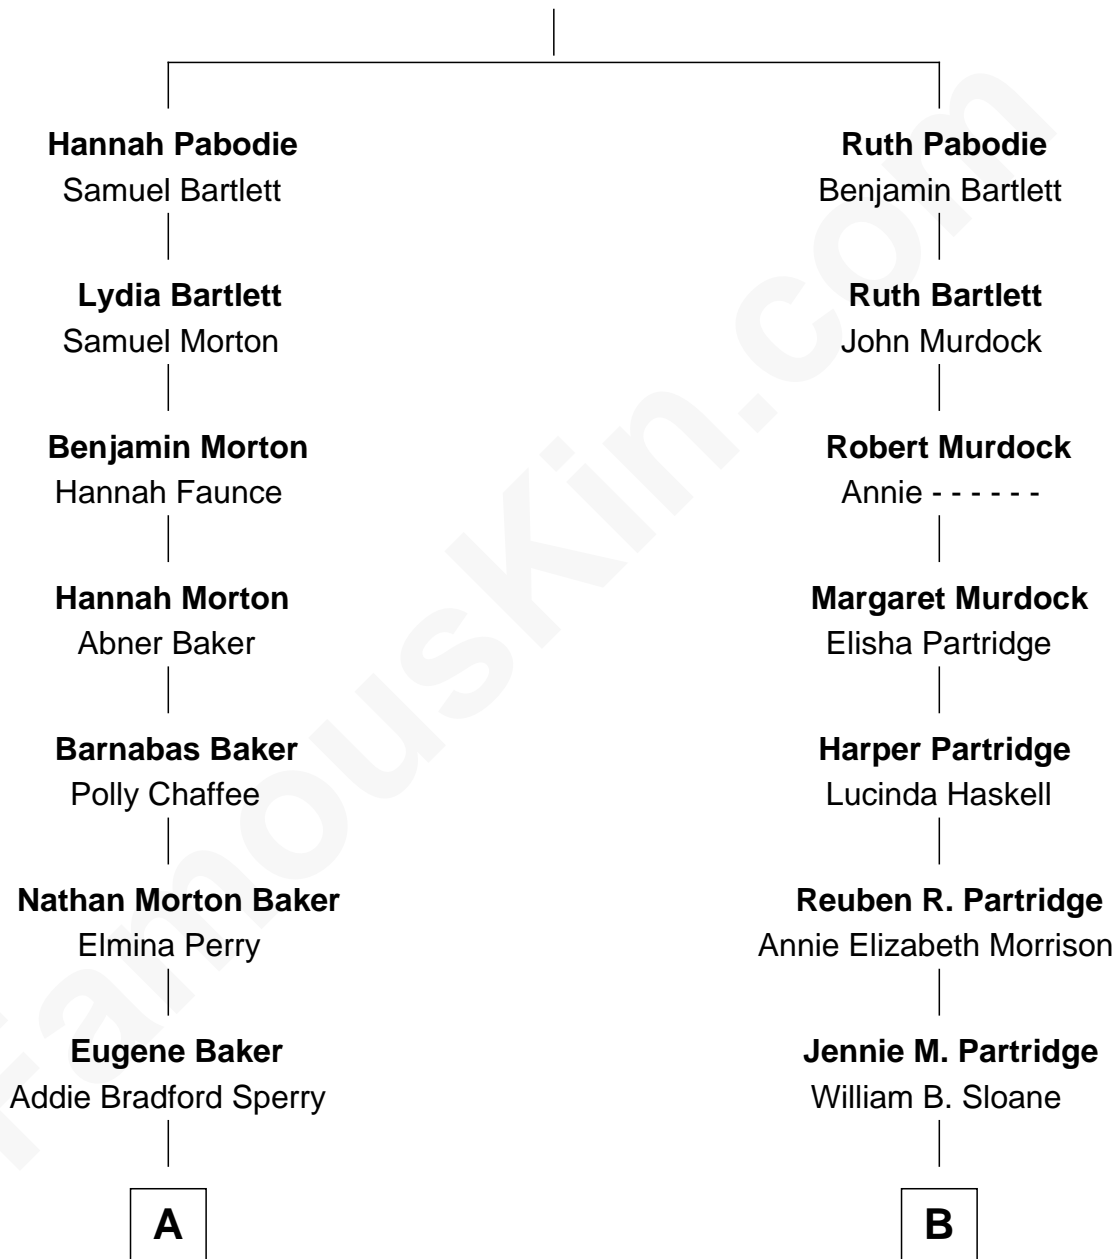 Hannah Pabodie
Samuel Bartlett
Ruth Pabodie
Benjamin Bartlett
Lydia Bartlett
Samuel Morton
Ruth Bartlett
John Murdock
Benjamin Morton
Hannah Faunce
Robert Murdock
Annie - - - - - -
Hannah Morton
Abner Baker
Margaret Murdock
Elisha Partridge
Barnabas Baker
Polly Chaffee
Harper Partridge
Lucinda Haskell
Nathan Morton Baker
Elmina Perry
Reuben R. Partridge
Annie Elizabeth Morrison
Eugene Baker
Addie Bradford Sperry
Jennie M. Partridge
William B. Sloane
A
B
FamousKin.com